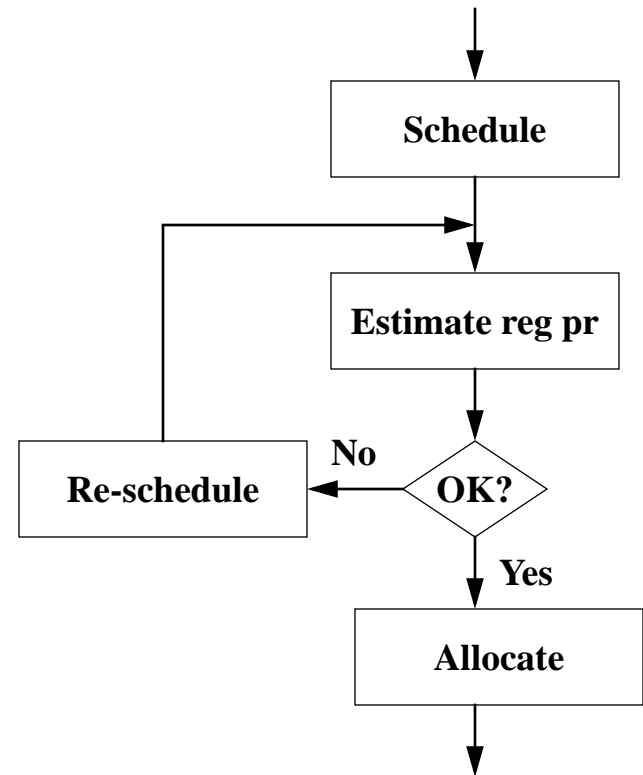 Schedule
Estimate reg pr
No
Re-schedule
OK?
Yes
Allocate